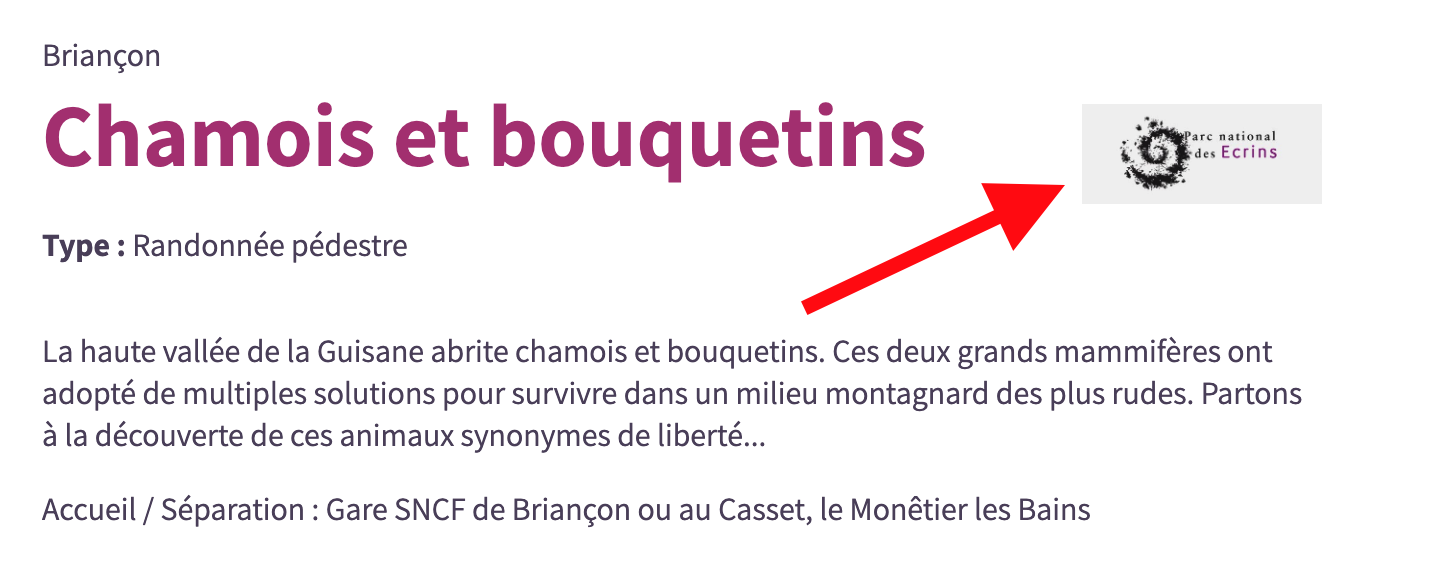 Briançon
Chamois et bouquetins
Parc national
des Ecrins
Type : Randonnée pédestre
La haute vallée de la Guisane abrite chamois et bouquetins. Ces deux grands mammifères ont
adopté de multiples solutions pour survivre dans un milieu montagnard des plus rudes. Partons
à la découverte de ces animaux synonymes de liberté...
Accueil / Séparation : Gare SNCF de Briançon ou au Casset, le Monêtier les Bains